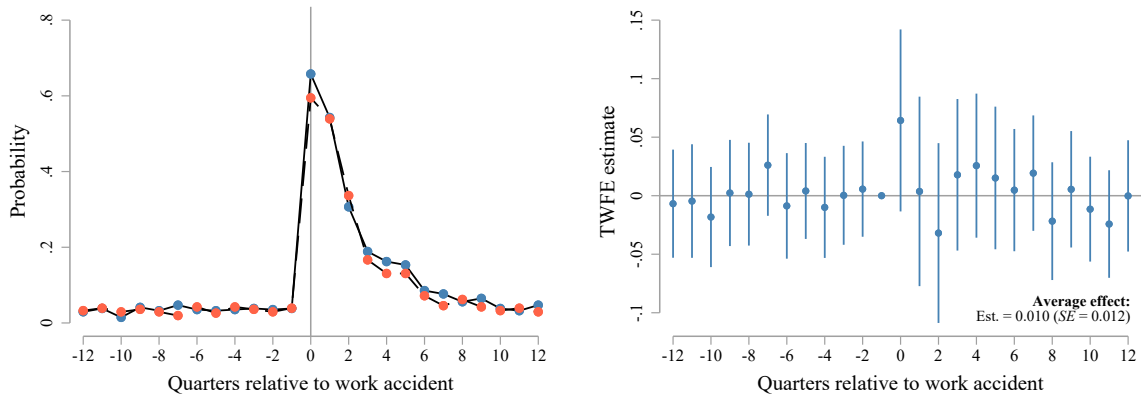 .8
.6
.4
.2
0
Probability
-12 -10 -8 -6 -4 -2 0 2 4 6 8 10 12
Quarters relative to work accident
.15
.1
.05
0
-.05
-.1
TWFE estimate
Average effect:
Est. = 0.010 (SE = 0.012)
-12 -10 -8 -6 -4 -2 0 2 4 6 8 10 12
Quarters relative to work accident